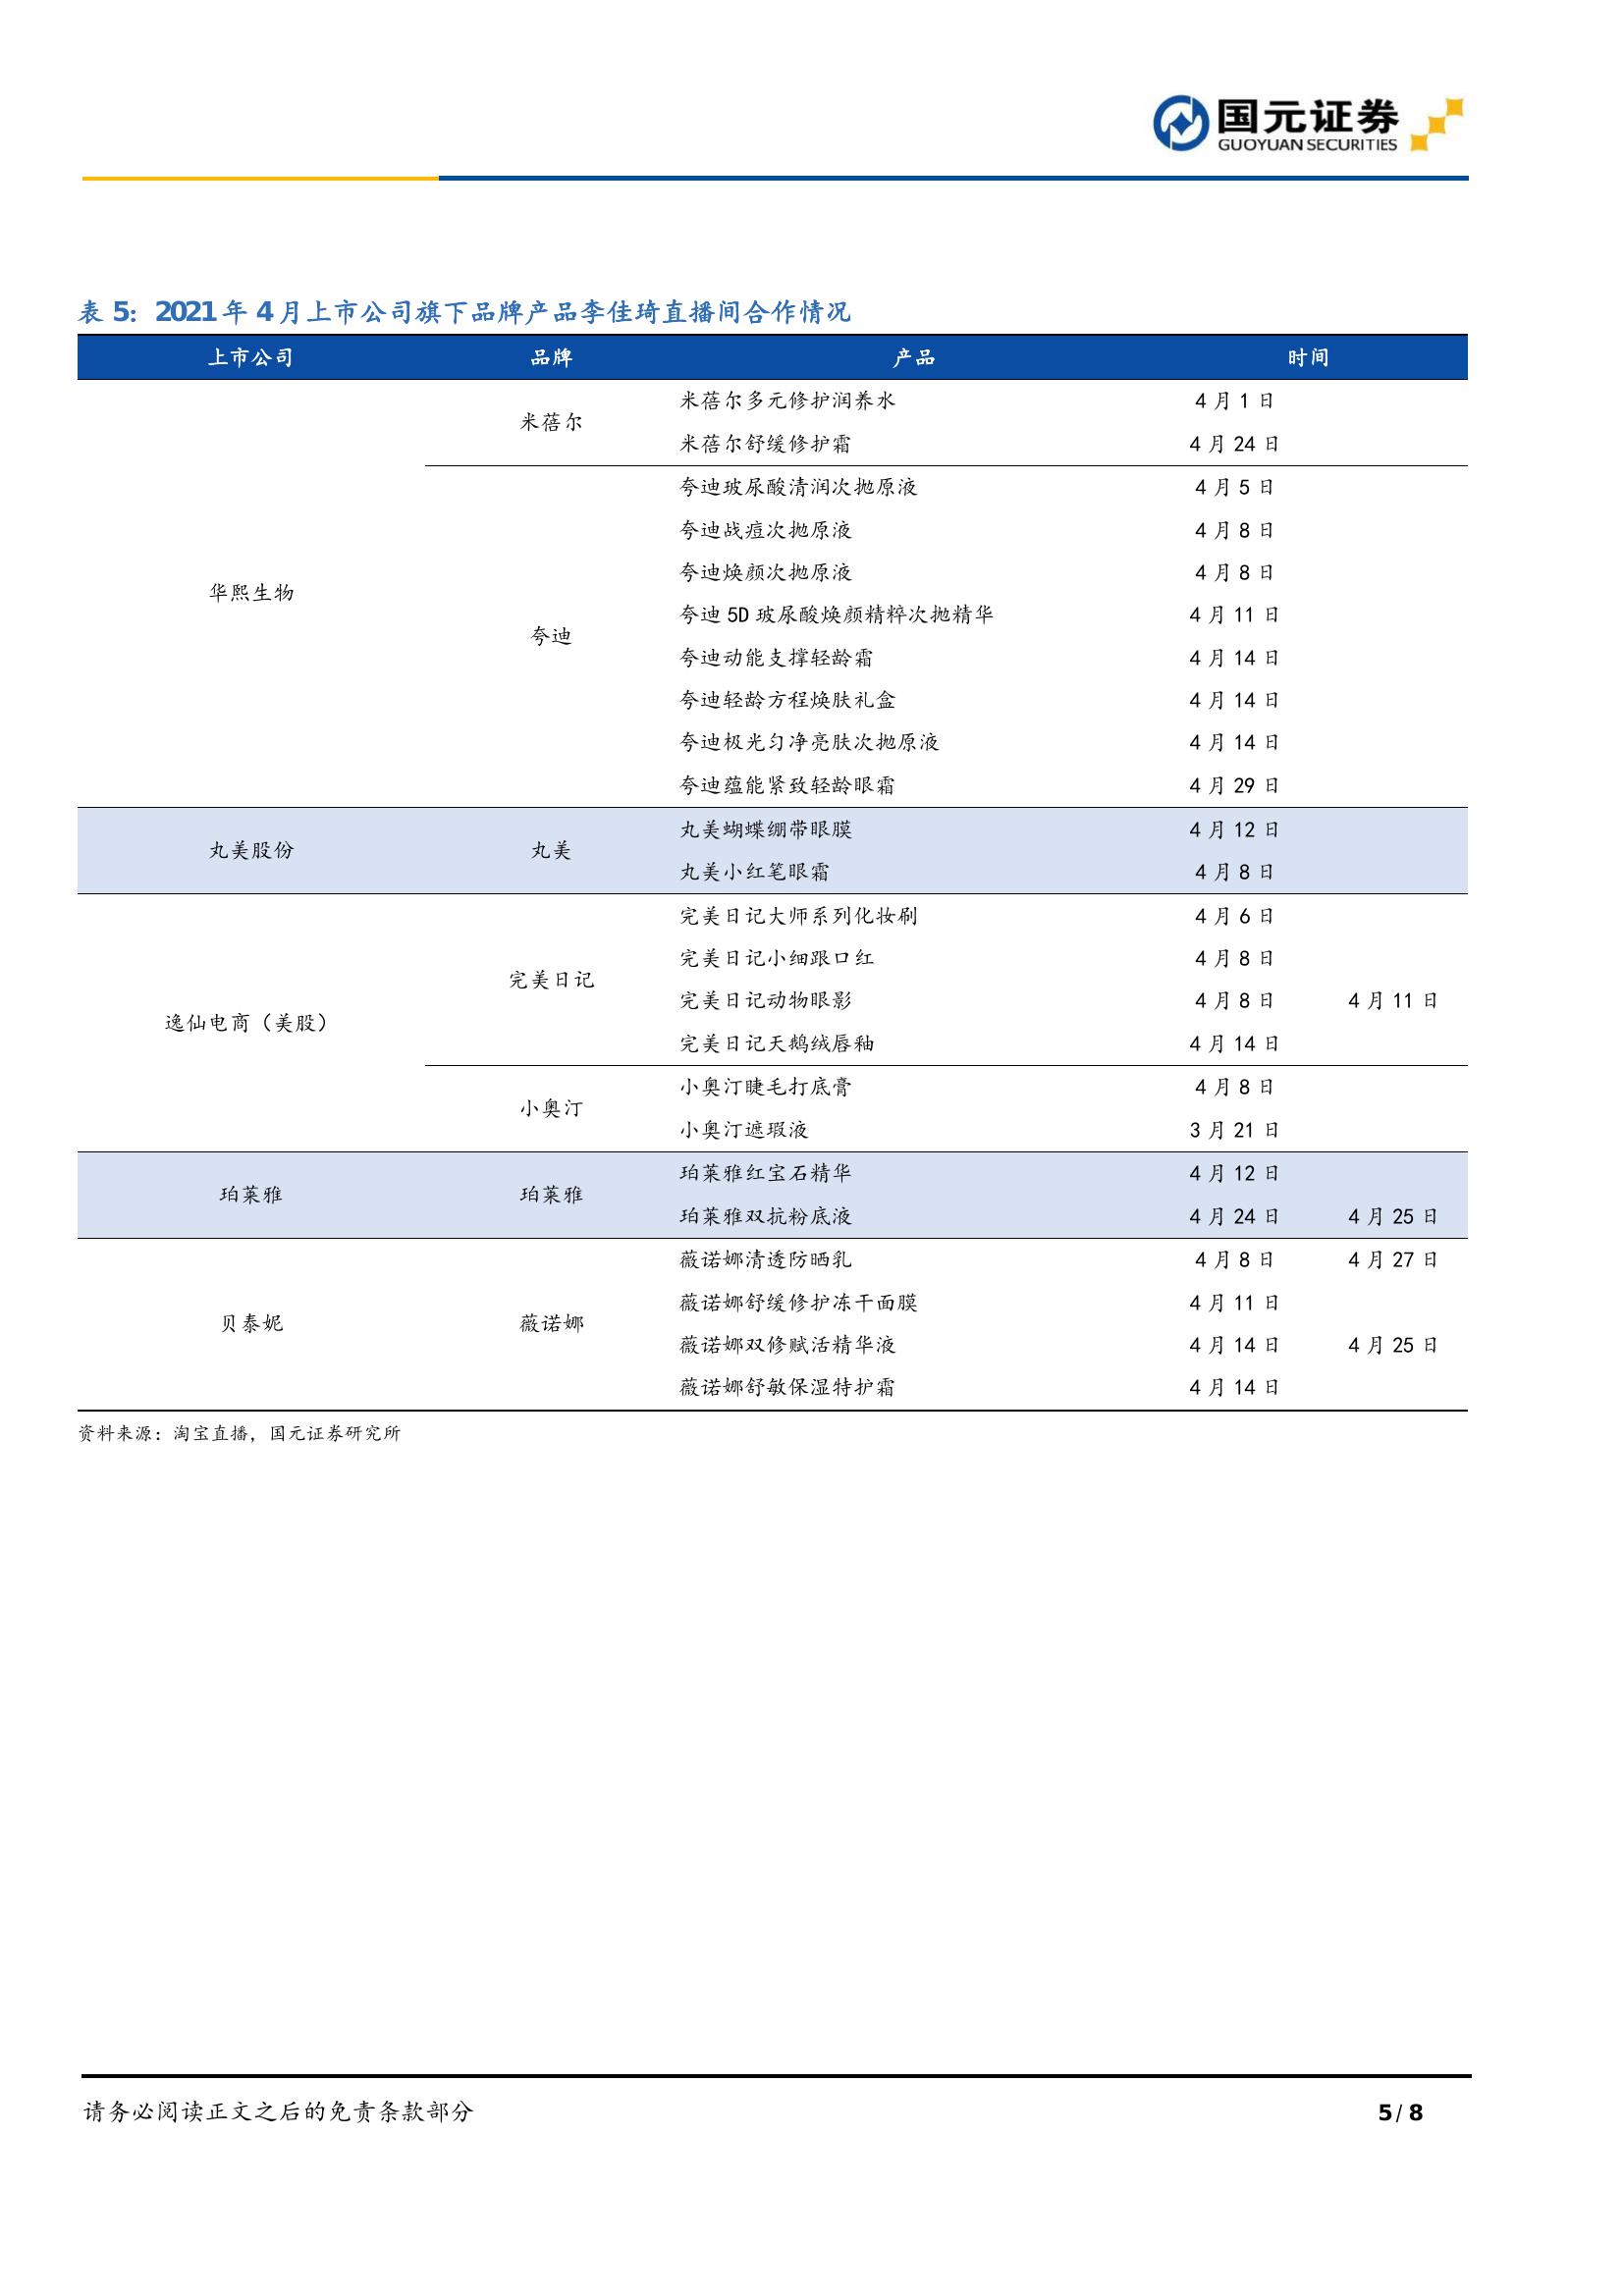 国元证券
GUOYUAN SECURITIES
表 5：2021 年 4 月上市公司旗下品牌产品李佳琦直播间合作情况
上市公司 品牌 产品 时间
华熙生物 米蓓尔 米蓓尔多元修护润养水 4 月 1 日
米蓓尔舒缓修护霜 4 月 24 日
夸迪 夸迪玻尿酸清润次抛原液 4 月 5 日
夸迪战痘次抛原液 4 月 8 日
夸迪焕颜次抛原液 4 月 8 日
夸迪 5D 玻尿酸焕颜精粹次抛精华 4 月 11 日
夸迪动能支撑轻龄霜 4 月 14 日
夸迪轻龄方程焕肤礼盒 4 月 14 日
夸迪极光匀净亮肤次抛原液 4 月 14 日
夸迪蕴能紧致轻龄眼霜 4 月 29 日
丸美股份 丸美 丸美蝴蝶绷带眼膜 4 月 12 日
丸美小红笔眼霜 4 月 8 日
逸仙电商（美股） 完美日记 完美日记大师系列化妆刷 4 月 6 日
完美日记小细跟口红 4 月 8 日
完美日记动物眼影 4 月 8 日 4 月 11 日
完美日记天鹅绒唇釉 4 月 14 日
小奥汀 小奥汀睫毛打底膏 4 月 8 日
小奥汀遮瑕液 3 月 21 日
珀莱雅 珀莱雅 珀莱雅红宝石精华 4 月 12 日
珀莱雅双抗粉底液 4 月 24 日 4 月 25 日
贝泰妮 薇诺娜 薇诺娜清透防晒乳 4 月 8 日 4 月 27 日
薇诺娜舒缓修护冻干面膜 4 月 11 日
薇诺娜双修赋活精华液 4 月 14 日 4 月 25 日
薇诺娜舒敏保湿特护霜 4 月 14 日
资料来源：淘宝直播，国元证券研究所
请务必阅读正文之后的免责条款部分 5 / 8